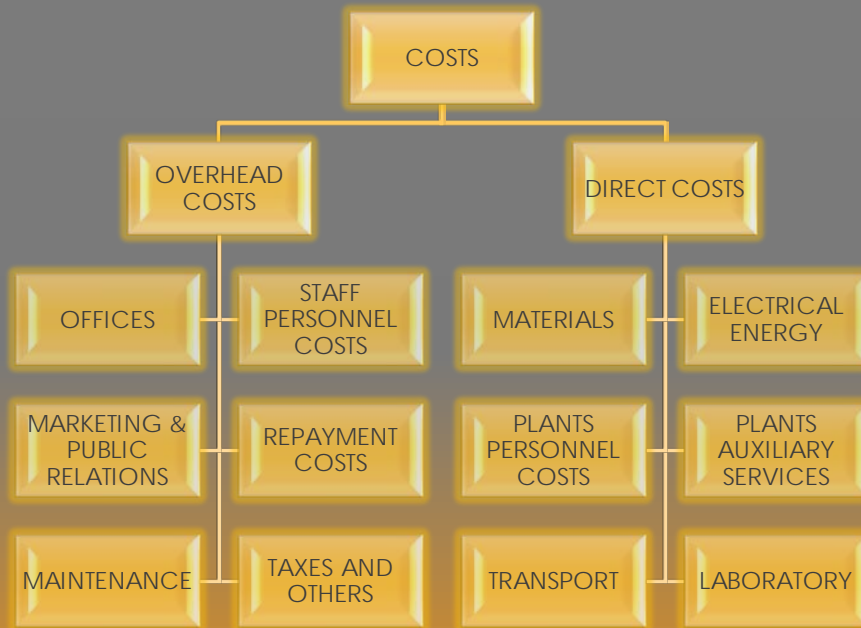 COSTS
OVERHEAD
COSTS
DIRECT COSTS
OFFICES
STAFF
PERSONNEL
COSTS
MATERIALS
ELECTRICAL
ENERGY
MARKETING &
PUBLIC
RELATIONS
REPAYMENT
COSTS
PLANTS
PERSONNEL
COSTS
PLANTS
AUXILIARY
SERVICES
MAINTENANCE
TAXES AND
OTHERS
TRANSPORT
LABORATORY